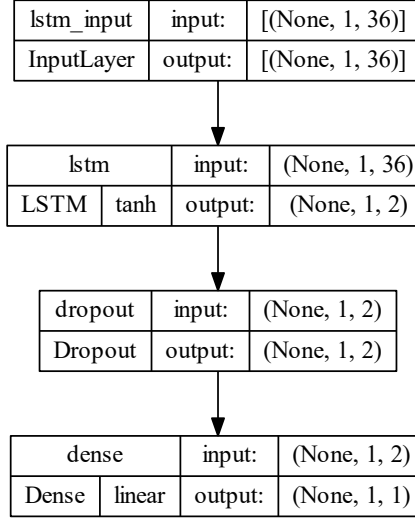 lstm_input input: [(None, 1, 36)]
InputLayer output: [(None, 1, 36)]
lstm input: (None, 1, 36)
LSTM tanh output: (None, 1, 2)
dropout input: (None, 1, 2)
Dropout output: (None, 1, 2)
dense input: (None, 1, 2)
Dense linear output: (None, 1, 1)